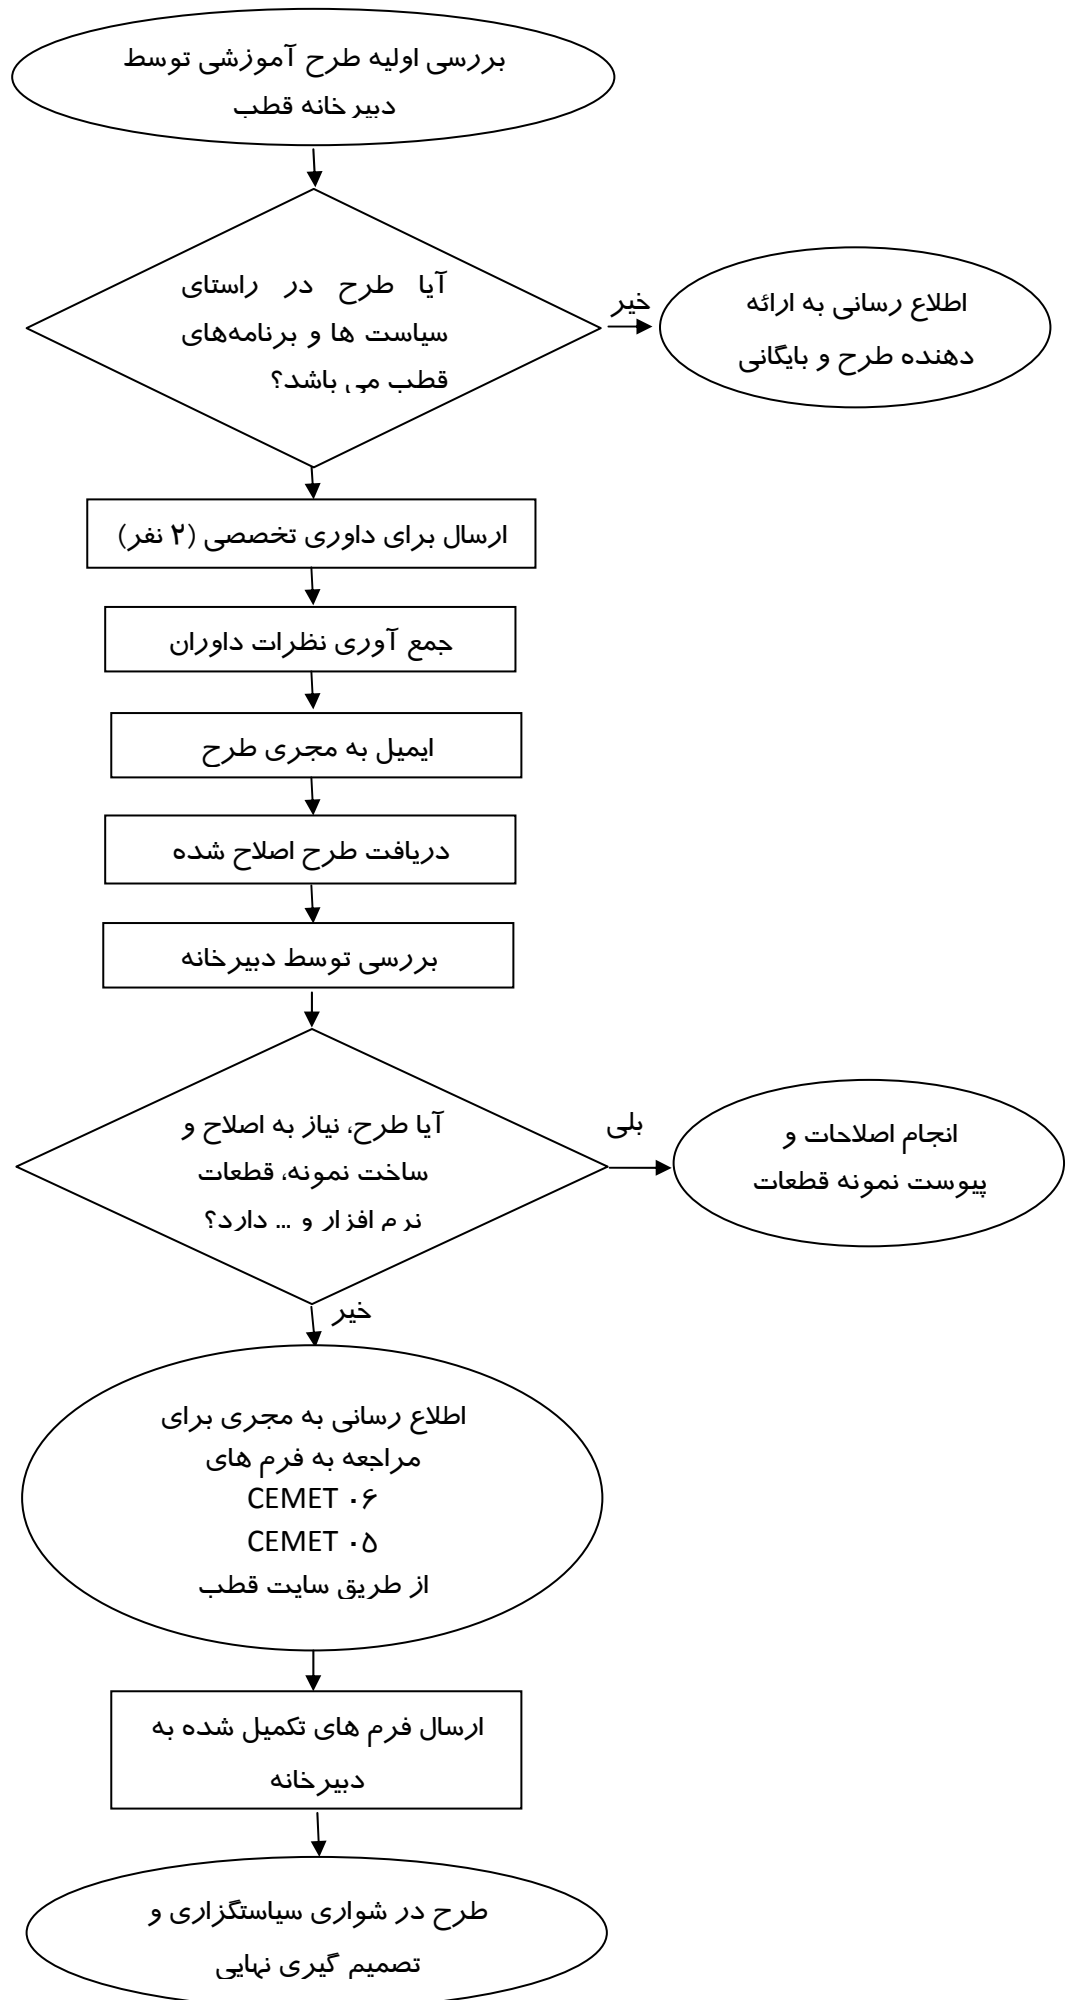 بررسی اولیه طرح آموزشی توسط
دبیرخانه قطب
آیا طرح در راستای
سیاست ها و برنامه‌های
قطب می باشد؟
خیر
اطلاع رسانی به ارائه
دهنده طرح و بایگانی
ارسال برای داوری تخصصی (۲ نفر)
جمع آوری نظرات داوران
ایمیل به مجری طرح
دریافت طرح اصلاح شده
بررسی توسط دبیرخانه
آیا طرح، نیاز به اصلاح و
ساخت نمونه، قطعات
نرم افزار و ... دارد؟
بلی
انجام اصلاحات و
پیوست نمونه قطعات
خیر
اطلاع رسانی به مجری برای
مراجعه به فرم های
CEMET ۰۶
CEMET ۰۵
از طریق سایت قطب
ارسال فرم های تکمیل شده به
دبیرخانه
طرح در شواری سیاستگزاری و
تصمیم گیری نهایی